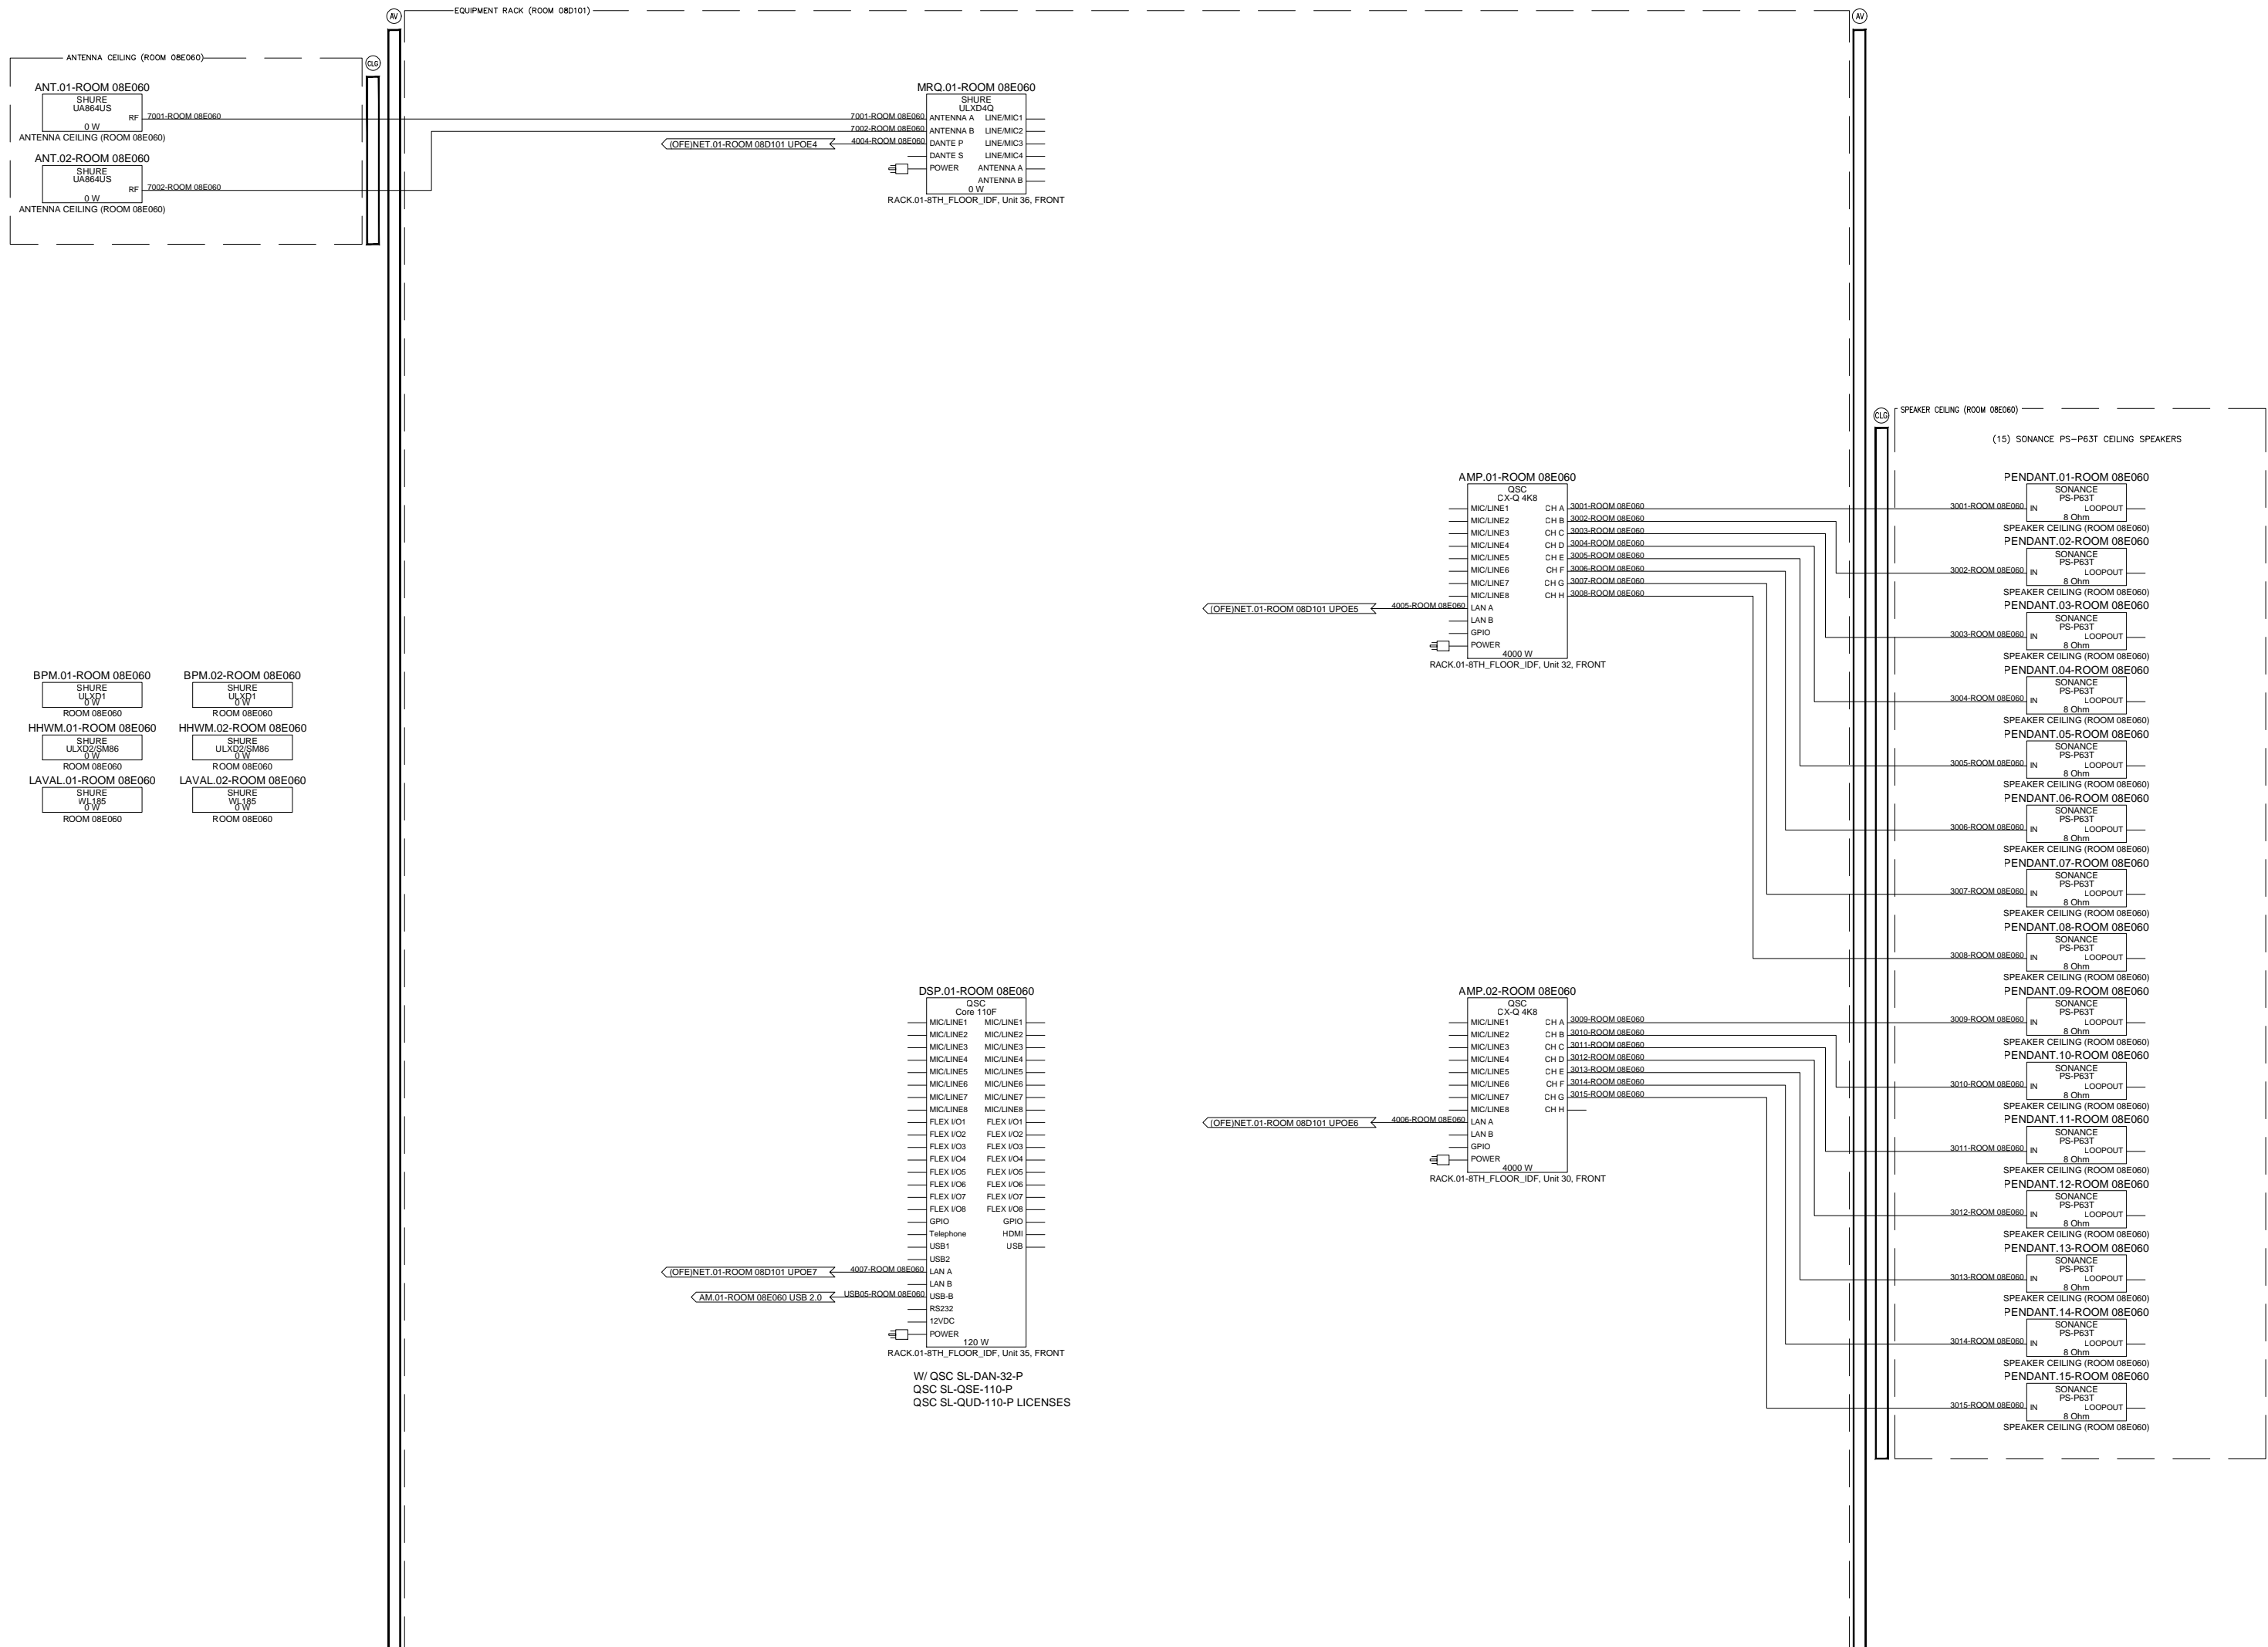 AV
EQUIPMENT RACK (ROOM 08D101)
AV
ANTENNA CEILING (ROOM 08E060)
CLG
ANT.01-ROOM 08E060
SHURE
UA864US
RF
7001-ROOM 08E060
0 W
ANTENNA CEILING (ROOM 08E060)
ANT.02-ROOM 08E060
SHURE
UA864US
RF
7002-ROOM 08E060
0 W
ANTENNA CEILING (ROOM 08E060)
MRQ.01-ROOM 08E060
SHURE
ULXD4Q
7001-ROOM 08E060 ANTENNA A LINE/MIC1
7002-ROOM 08E060 ANTENNA B LINE/MIC2
(OFE)NET.01-ROOM 08D101 UPOE4 4004-ROOM 08E060 DANTE P LINE/MIC3
DANTE S LINE/MIC4
POWER ANTENNA A
ANTENNA B
0 W
RACK.01-8TH_FLOOR_IDF, Unit 36, FRONT
BPM.01-ROOM 08E060
SHURE
ULXD1
0 W
ROOM 08E060
BPM.02-ROOM 08E060
SHURE
ULXD1
0 W
ROOM 08E060
HHWM.01-ROOM 08E060
SHURE
ULXD2/SM86
0 W
ROOM 08E060
HHWM.02-ROOM 08E060
SHURE
ULXD2/SM86
0 W
ROOM 08E060
LAVAL.01-ROOM 08E060
SHURE
WL185
0 W
ROOM 08E060
LAVAL.02-ROOM 08E060
SHURE
WL185
0 W
ROOM 08E060
DSP.01-ROOM 08E060
QSC
Core 110F
MIC/LINE1 MIC/LINE1
MIC/LINE2 MIC/LINE2
MIC/LINE3 MIC/LINE3
MIC/LINE4 MIC/LINE4
MIC/LINE5 MIC/LINE5
MIC/LINE6 MIC/LINE6
MIC/LINE7 MIC/LINE7
MIC/LINE8 MIC/LINE8
FLEX I/O1 FLEX I/O1
FLEX I/O2 FLEX I/O2
FLEX I/O3 FLEX I/O3
FLEX I/O4 FLEX I/O4
FLEX I/O5 FLEX I/O5
FLEX I/O6 FLEX I/O6
FLEX I/O7 FLEX I/O7
FLEX I/O8 FLEX I/O8
GPIO GPIO
Telephone HDMI
USB1 USB
USB2
(OFE)NET.01-ROOM 08D101 UPOE7 4007-ROOM 08E060 LAN A
LAN B
AM.01-ROOM 08E060 USB 2.0 USB05-ROOM 08E060 USB-B
RS232
12VDC
POWER
120 W
RACK.01-8TH_FLOOR_IDF, Unit 35, FRONT
W/ QSC SL-DAN-32-P
QSC SL-QSE-110-P
QSC SL-QUD-110-P LICENSES
AMP.01-ROOM 08E060
QSC
CX-Q 4K8
MIC/LINE1 CH A 3001-ROOM 08E060
MIC/LINE2 CH B 3002-ROOM 08E060
MIC/LINE3 CH C 3003-ROOM 08E060
MIC/LINE4 CH D 3004-ROOM 08E060
MIC/LINE5 CH E 3005-ROOM 08E060
MIC/LINE6 CH F 3006-ROOM 08E060
MIC/LINE7 CH G 3007-ROOM 08E060
MIC/LINE8 CH H 3008-ROOM 08E060
(OFE)NET.01-ROOM 08D101 UPOE5 4005-ROOM 08E060 LAN A
LAN B
GPIO
POWER
4000 W
RACK.01-8TH_FLOOR_IDF, Unit 32, FRONT
AMP.02-ROOM 08E060
QSC
CX-Q 4K8
MIC/LINE1 CH A 3009-ROOM 08E060
MIC/LINE2 CH B 3010-ROOM 08E060
MIC/LINE3 CH C 3011-ROOM 08E060
MIC/LINE4 CH D 3012-ROOM 08E060
MIC/LINE5 CH E 3013-ROOM 08E060
MIC/LINE6 CH F 3014-ROOM 08E060
MIC/LINE7 CH G 3015-ROOM 08E060
MIC/LINE8 CH H
(OFE)NET.01-ROOM 08D101 UPOE6 4006-ROOM 08E060 LAN A
LAN B
GPIO
POWER
4000 W
RACK.01-8TH_FLOOR_IDF, Unit 30, FRONT
CLG
SPEAKER CEILING (ROOM 08E060)
(15) SONANCE PS-P63T CEILING SPEAKERS
PENDANT.01-ROOM 08E060
SONANCE
PS-P63T
3001-ROOM 08E060 IN LOOPOUT
8 Ohm
SPEAKER CEILING (ROOM 08E060)
PENDANT.02-ROOM 08E060
SONANCE
PS-P63T
3002-ROOM 08E060 IN LOOPOUT
8 Ohm
SPEAKER CEILING (ROOM 08E060)
PENDANT.03-ROOM 08E060
SONANCE
PS-P63T
3003-ROOM 08E060 IN LOOPOUT
8 Ohm
SPEAKER CEILING (ROOM 08E060)
PENDANT.04-ROOM 08E060
SONANCE
PS-P63T
3004-ROOM 08E060 IN LOOPOUT
8 Ohm
SPEAKER CEILING (ROOM 08E060)
PENDANT.05-ROOM 08E060
SONANCE
PS-P63T
3005-ROOM 08E060 IN LOOPOUT
8 Ohm
SPEAKER CEILING (ROOM 08E060)
PENDANT.06-ROOM 08E060
SONANCE
PS-P63T
3006-ROOM 08E060 IN LOOPOUT
8 Ohm
SPEAKER CEILING (ROOM 08E060)
PENDANT.07-ROOM 08E060
SONANCE
PS-P63T
3007-ROOM 08E060 IN LOOPOUT
8 Ohm
SPEAKER CEILING (ROOM 08E060)
PENDANT.08-ROOM 08E060
SONANCE
PS-P63T
3008-ROOM 08E060 IN LOOPOUT
8 Ohm
SPEAKER CEILING (ROOM 08E060)
PENDANT.09-ROOM 08E060
SONANCE
PS-P63T
3009-ROOM 08E060 IN LOOPOUT
8 Ohm
SPEAKER CEILING (ROOM 08E060)
PENDANT.10-ROOM 08E060
SONANCE
PS-P63T
3010-ROOM 08E060 IN LOOPOUT
8 Ohm
SPEAKER CEILING (ROOM 08E060)
PENDANT.11-ROOM 08E060
SONANCE
PS-P63T
3011-ROOM 08E060 IN LOOPOUT
8 Ohm
SPEAKER CEILING (ROOM 08E060)
PENDANT.12-ROOM 08E060
SONANCE
PS-P63T
3012-ROOM 08E060 IN LOOPOUT
8 Ohm
SPEAKER CEILING (ROOM 08E060)
PENDANT.13-ROOM 08E060
SONANCE
PS-P63T
3013-ROOM 08E060 IN LOOPOUT
8 Ohm
SPEAKER CEILING (ROOM 08E060)
PENDANT.14-ROOM 08E060
SONANCE
PS-P63T
3014-ROOM 08E060 IN LOOPOUT
8 Ohm
SPEAKER CEILING (ROOM 08E060)
PENDANT.15-ROOM 08E060
SONANCE
PS-P63T
3015-ROOM 08E060 IN LOOPOUT
8 Ohm
SPEAKER CEILING (ROOM 08E060)